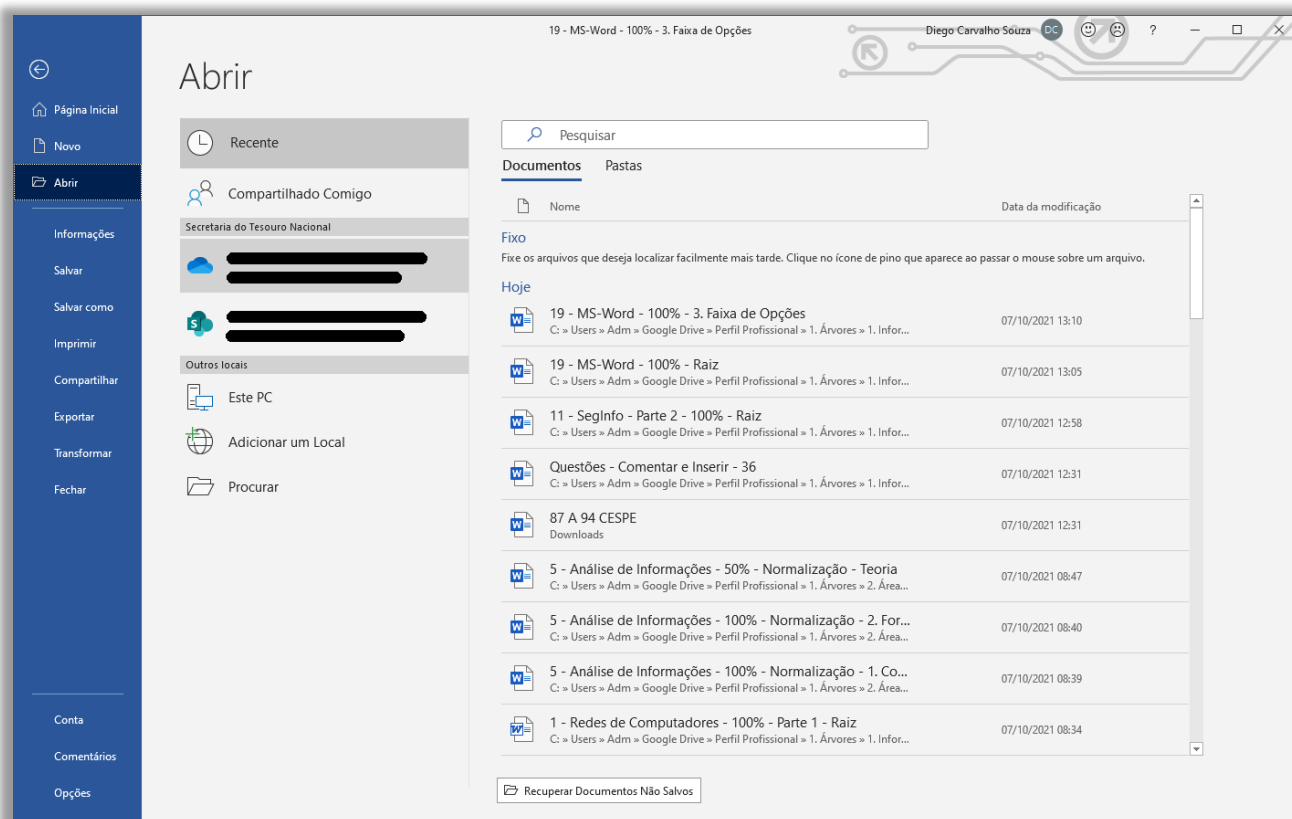 19 - MS-Word - 100% - 3. Faixa de Opções
Diego Carvalho Souza DC ?
Abrir
Página Inicial
Novo
Abrir
Informações
Salvar
Salvar como
Imprimir
Compartilhar
Exportar
Transformar
Fechar
Conta
Comentários
Opções
Recente
Compartilhado Comigo
Secretaria do Tesouro Nacional
Outros locais
Este PC
Adicionar um Local
Procurar
Pesquisar
Documentos Pastas
Nome Data da modificação
Fixo
Fixe os arquivos que deseja localizar facilmente mais tarde. Clique no ícone de pino que aparece ao passar o mouse sobre um arquivo.
Hoje
19 - MS-Word - 100% - 3. Faixa de Opções
C: » Users » Adm » Google Drive » Perfil Profissional » 1. Árvores » 1. Infor...
07/10/2021 13:10
19 - MS-Word - 100% - Raiz
C: » Users » Adm » Google Drive » Perfil Profissional » 1. Árvores » 1. Infor...
07/10/2021 13:05
11 - SegInfo - Parte 2 - 100% - Raiz
C: » Users » Adm » Google Drive » Perfil Profissional » 1. Árvores » 1. Infor...
07/10/2021 12:58
Questões - Comentar e Inserir - 36
C: » Users » Adm » Google Drive » Perfil Profissional » 1. Árvores » 1. Infor...
07/10/2021 12:31
87 A 94 CESPE
Downloads
07/10/2021 12:31
5 - Análise de Informações - 50% - Normalização - Teoria
C: » Users » Adm » Google Drive » Perfil Profissional » 1. Árvores » 2. Área...
07/10/2021 08:47
5 - Análise de Informações - 100% - Normalização - 2. For...
C: » Users » Adm » Google Drive » Perfil Profissional » 1. Árvores » 2. Área...
07/10/2021 08:40
5 - Análise de Informações - 100% - Normalização - 1. Co...
C: » Users » Adm » Google Drive » Perfil Profissional » 1. Árvores » 2. Área...
07/10/2021 08:39
1 - Redes de Computadores - 100% - Parte 1 - Raiz
C: » Users » Adm » Google Drive » Perfil Profissional » 1. Árvores » 1. Infor...
07/10/2021 08:34
Recuperar Documentos Não Salvos